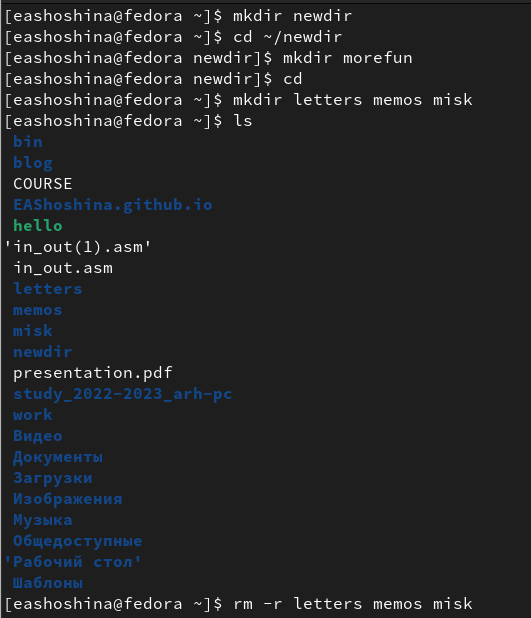 [eashoshina@fedora ~]$ mkdir newdir
[eashoshina@fedora ~]$ cd ~/newdir
[eashoshina@fedora newdir]$ mkdir morefun
[eashoshina@fedora newdir]$ cd
[eashoshina@fedora ~]$ mkdir letters memos misk
[eashoshina@fedora ~]$ ls
bin
blog
COURSE
EAShoshina.github.io
hello
'in_out(1).asm'
in_out.asm
letters
memos
misk
newdir
presentation.pdf
study_2022-2023_arh-pc
work
Видео
Документы
Загрузки
Изображения
Музыка
Общедоступные
'Рабочий стол'
Шаблоны
[eashoshina@fedora ~]$ rm -r letters memos misk